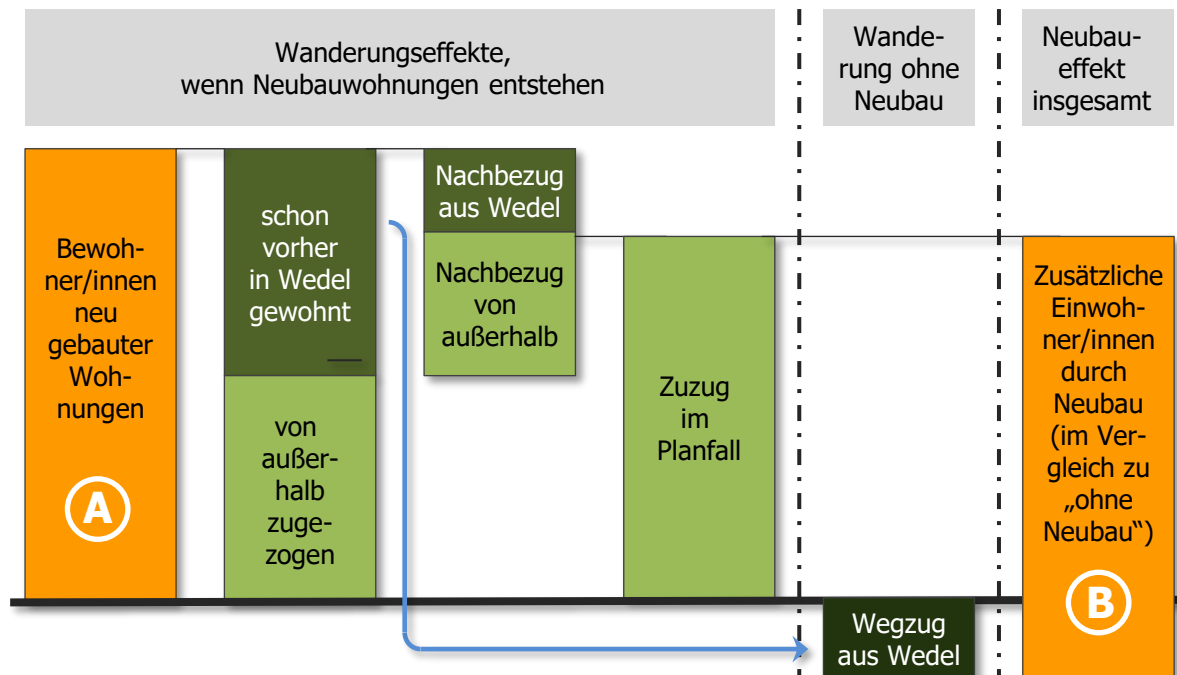 Wanderungseffekte,
wenn Neubauwohnungen entstehen
Wande-
rung ohne
Neubau
Neubau-
effekt
insgesamt
Bewoh-
ner/innen
neu
gebauter
Woh-
nungen
A
schon
vorher
in Wedel
gewohnt
von
außer-
halb
zuge-
zogen
Nachbezug
aus Wedel
Nachbezug
von
außerhalb
Zuzug
im
Planfall
Wegzug
aus Wedel
Zusätzliche
Einwoh-
ner/innen
durch
Neubau
(im Ver-
gleich zu
„ohne
Neubau“)
B